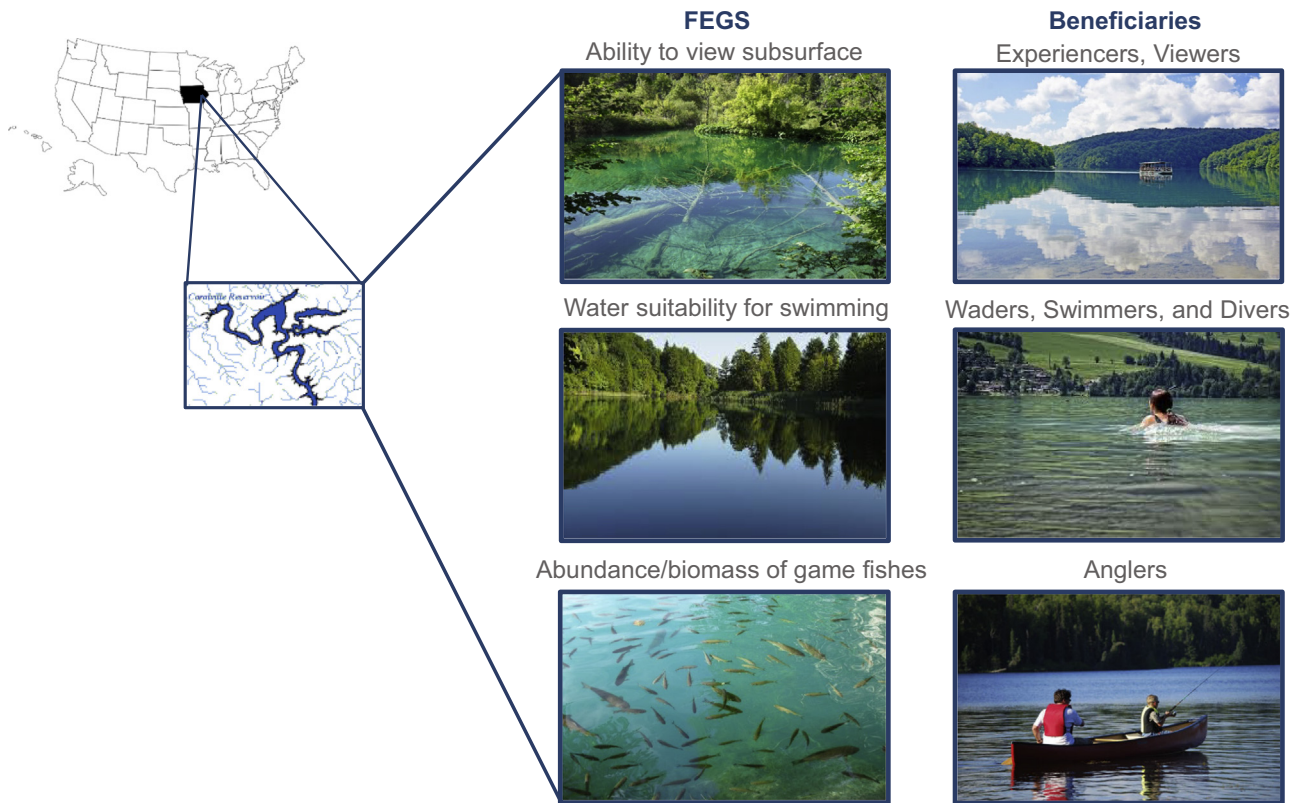 FEGS
Beneficiaries
Ability to view subsurface
Experiencers, Viewers
Coralville Reservoir
Water suitability for swimming
Waders, Swimmers, and Divers
Abundance/biomass of game fishes
Anglers